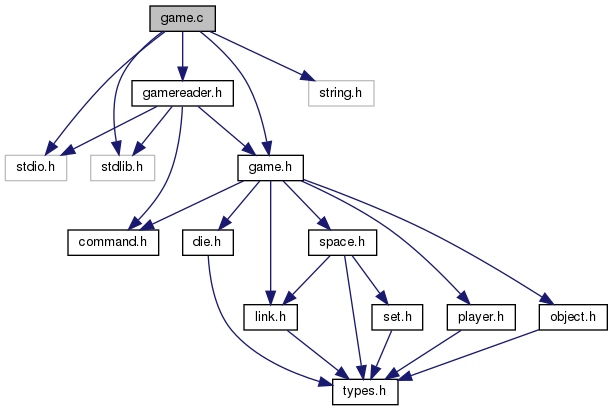 game.c
gamereader.h
string.h
stdio.h
stdlib.h
game.h
command.h
die.h
space.h
link.h
set.h
player.h
object.h
types.h